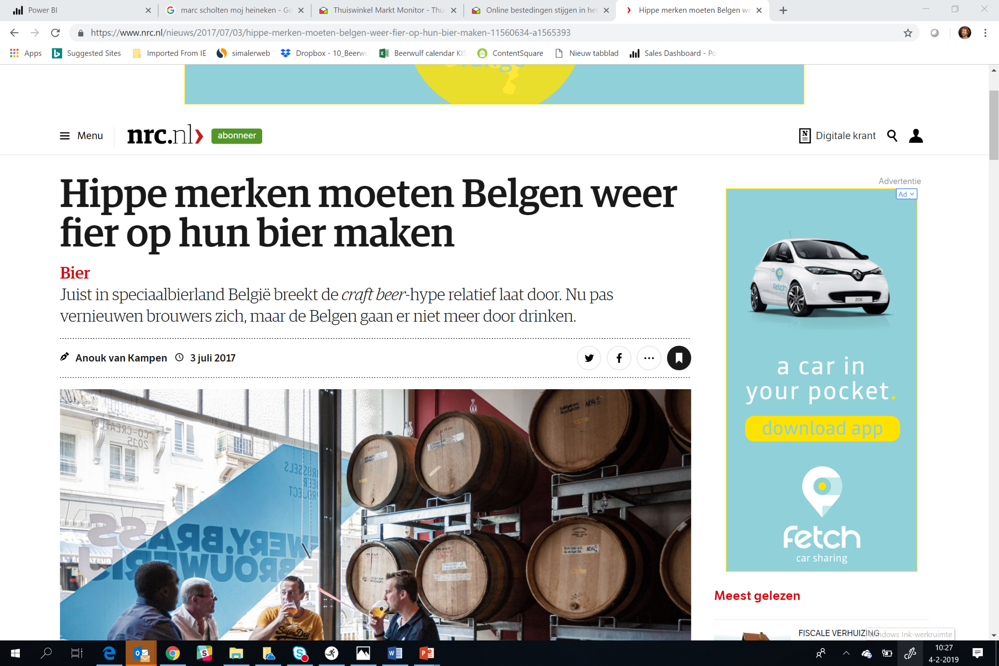 Power BI
marc scholten moj heineken - Go
Thuiswinkel Markt Monitor - Thui
Online bestedingen stijgen in het
Hippe merken moeten Belgen we
https://www.nrc.nl/nieuws/2017/07/03/hippe-merken-moeten-belgen-weer-fier-op-hun-bier-maken-11560634-a1565393
Apps
Suggested Sites
Imported From IE
simalerweb
Dropbox - 10_Beerwu
Beerwulf calendar KIS
ContentSquare
Nieuw tabblad
Sales Dashboard - Po
Menu
nrc.nl
abonneer
Digitale krant
Hippe merken moeten Belgen weer
fier op hun bier maken
Bier
Juist in speciaalbierland België breekt de craft beer-hype relatief laat door. Nu pas
vernieuwen brouwers zich, maar de Belgen gaan er niet meer door drinken.
Anouk van Kampen
3 juli 2017
CO-CREATED
2015
BRUSSELS
BEER
PROJECT
EWERY.BRASS
EBROUWERIJ
SuperDry
Advertentie
Ad
fetch
ZOE
a car in
your pocket.
download app
fetch
car sharing
Meest gelezen
FISCALE VERHUIZING
Windows Ink-werkruimte
10:27
4-2-2019